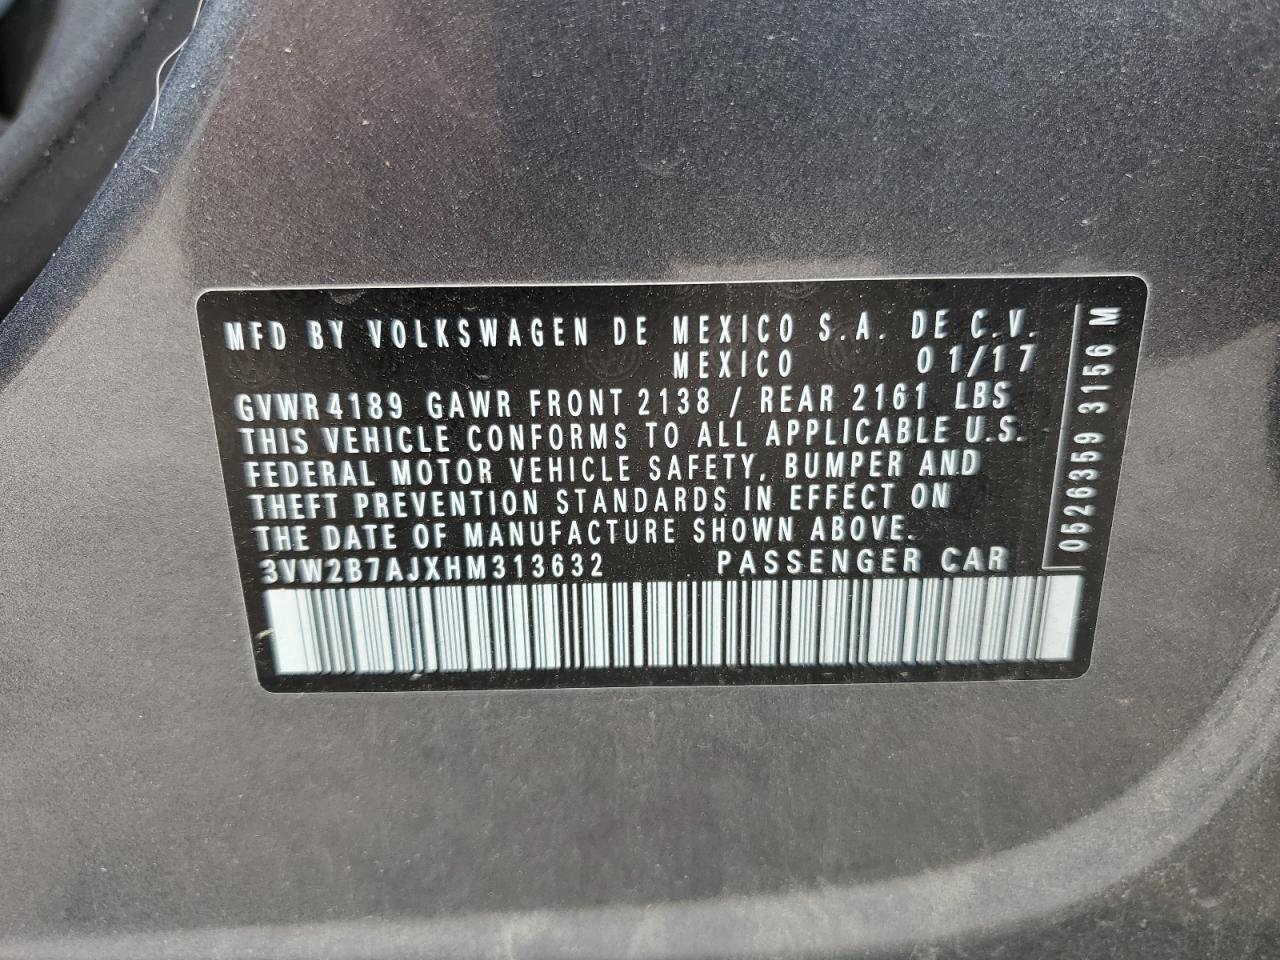 MFD BY VOLKSWAGEN DE MEXICO S.A. DE C.V.
MEXICO 01/17
GVWR 4189 GAWR FRONT 2138 / REAR 2161 LBS
THIS VEHICLE CONFORMS TO ALL APPLICABLE U.S.
FEDERAL MOTOR VEHICLE SAFETY, BUMPER AND
THEFT PREVENTION STANDARDS IN EFFECT ON
THE DATE OF MANUFACTURE SHOWN ABOVE.
3VW2B7AJXHM313632 PASSENGER CAR
0526359 3156 M